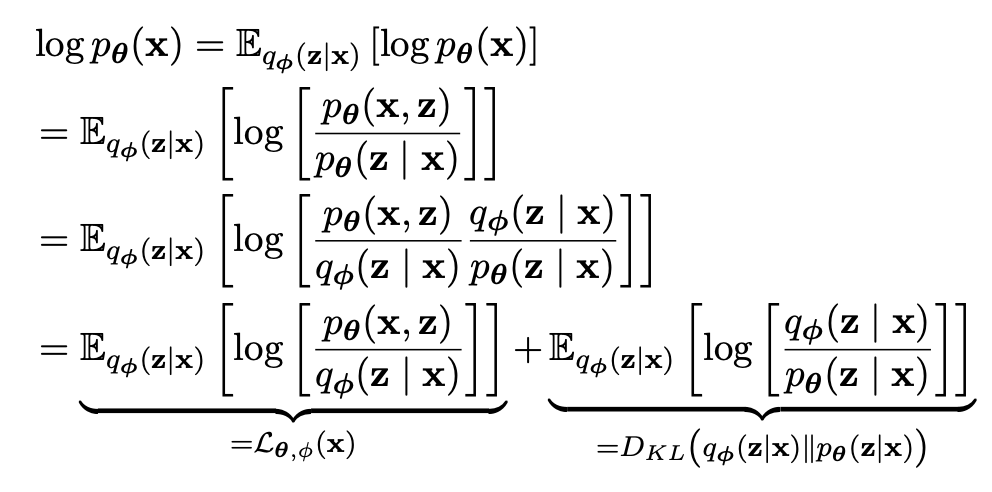 log p_θ(x) = 𝔼_{q_ϕ(z|x)} [log p_θ(x)]
= 𝔼_{q_ϕ(z|x)} [log [p_θ(x, z) / p_θ(z | x)]]
= 𝔼_{q_ϕ(z|x)} [log [p_θ(x, z) / q_ϕ(z | x) q_ϕ(z | x) / p_θ(z | x)]]
= 𝔼_{q_ϕ(z|x)} [log [p_θ(x, z) / q_ϕ(z | x)]] + 𝔼_{q_ϕ(z|x)} [log [q_ϕ(z | x) / p_θ(z | x)]]
=ℒ_{θ,ϕ}(x) =D_{KL}(q_ϕ(z|x)‖p_θ(z|x))